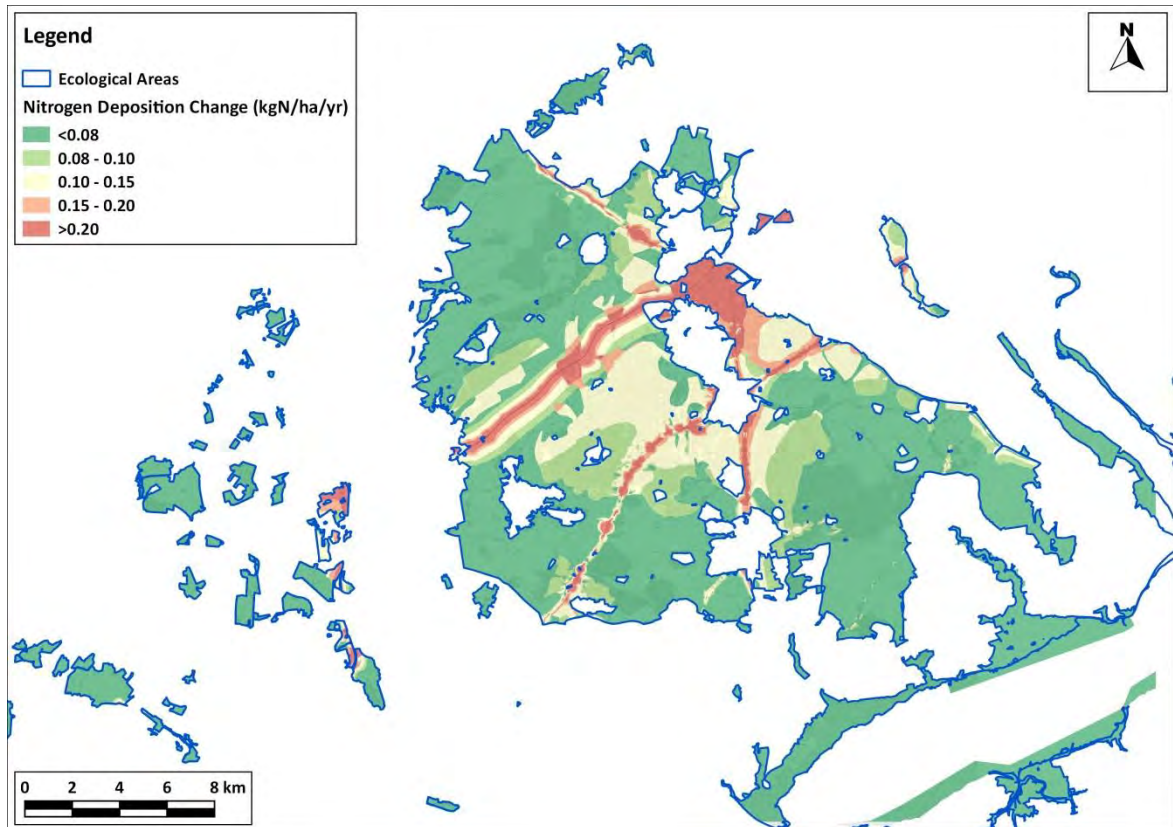 Legend
Ecological Areas
Nitrogen Deposition Change (kgN/ha/yr)
<0.08
0.08 - 0.10
0.10 - 0.15
0.15 - 0.20
>0.20
N
0 2 4 6 8 km